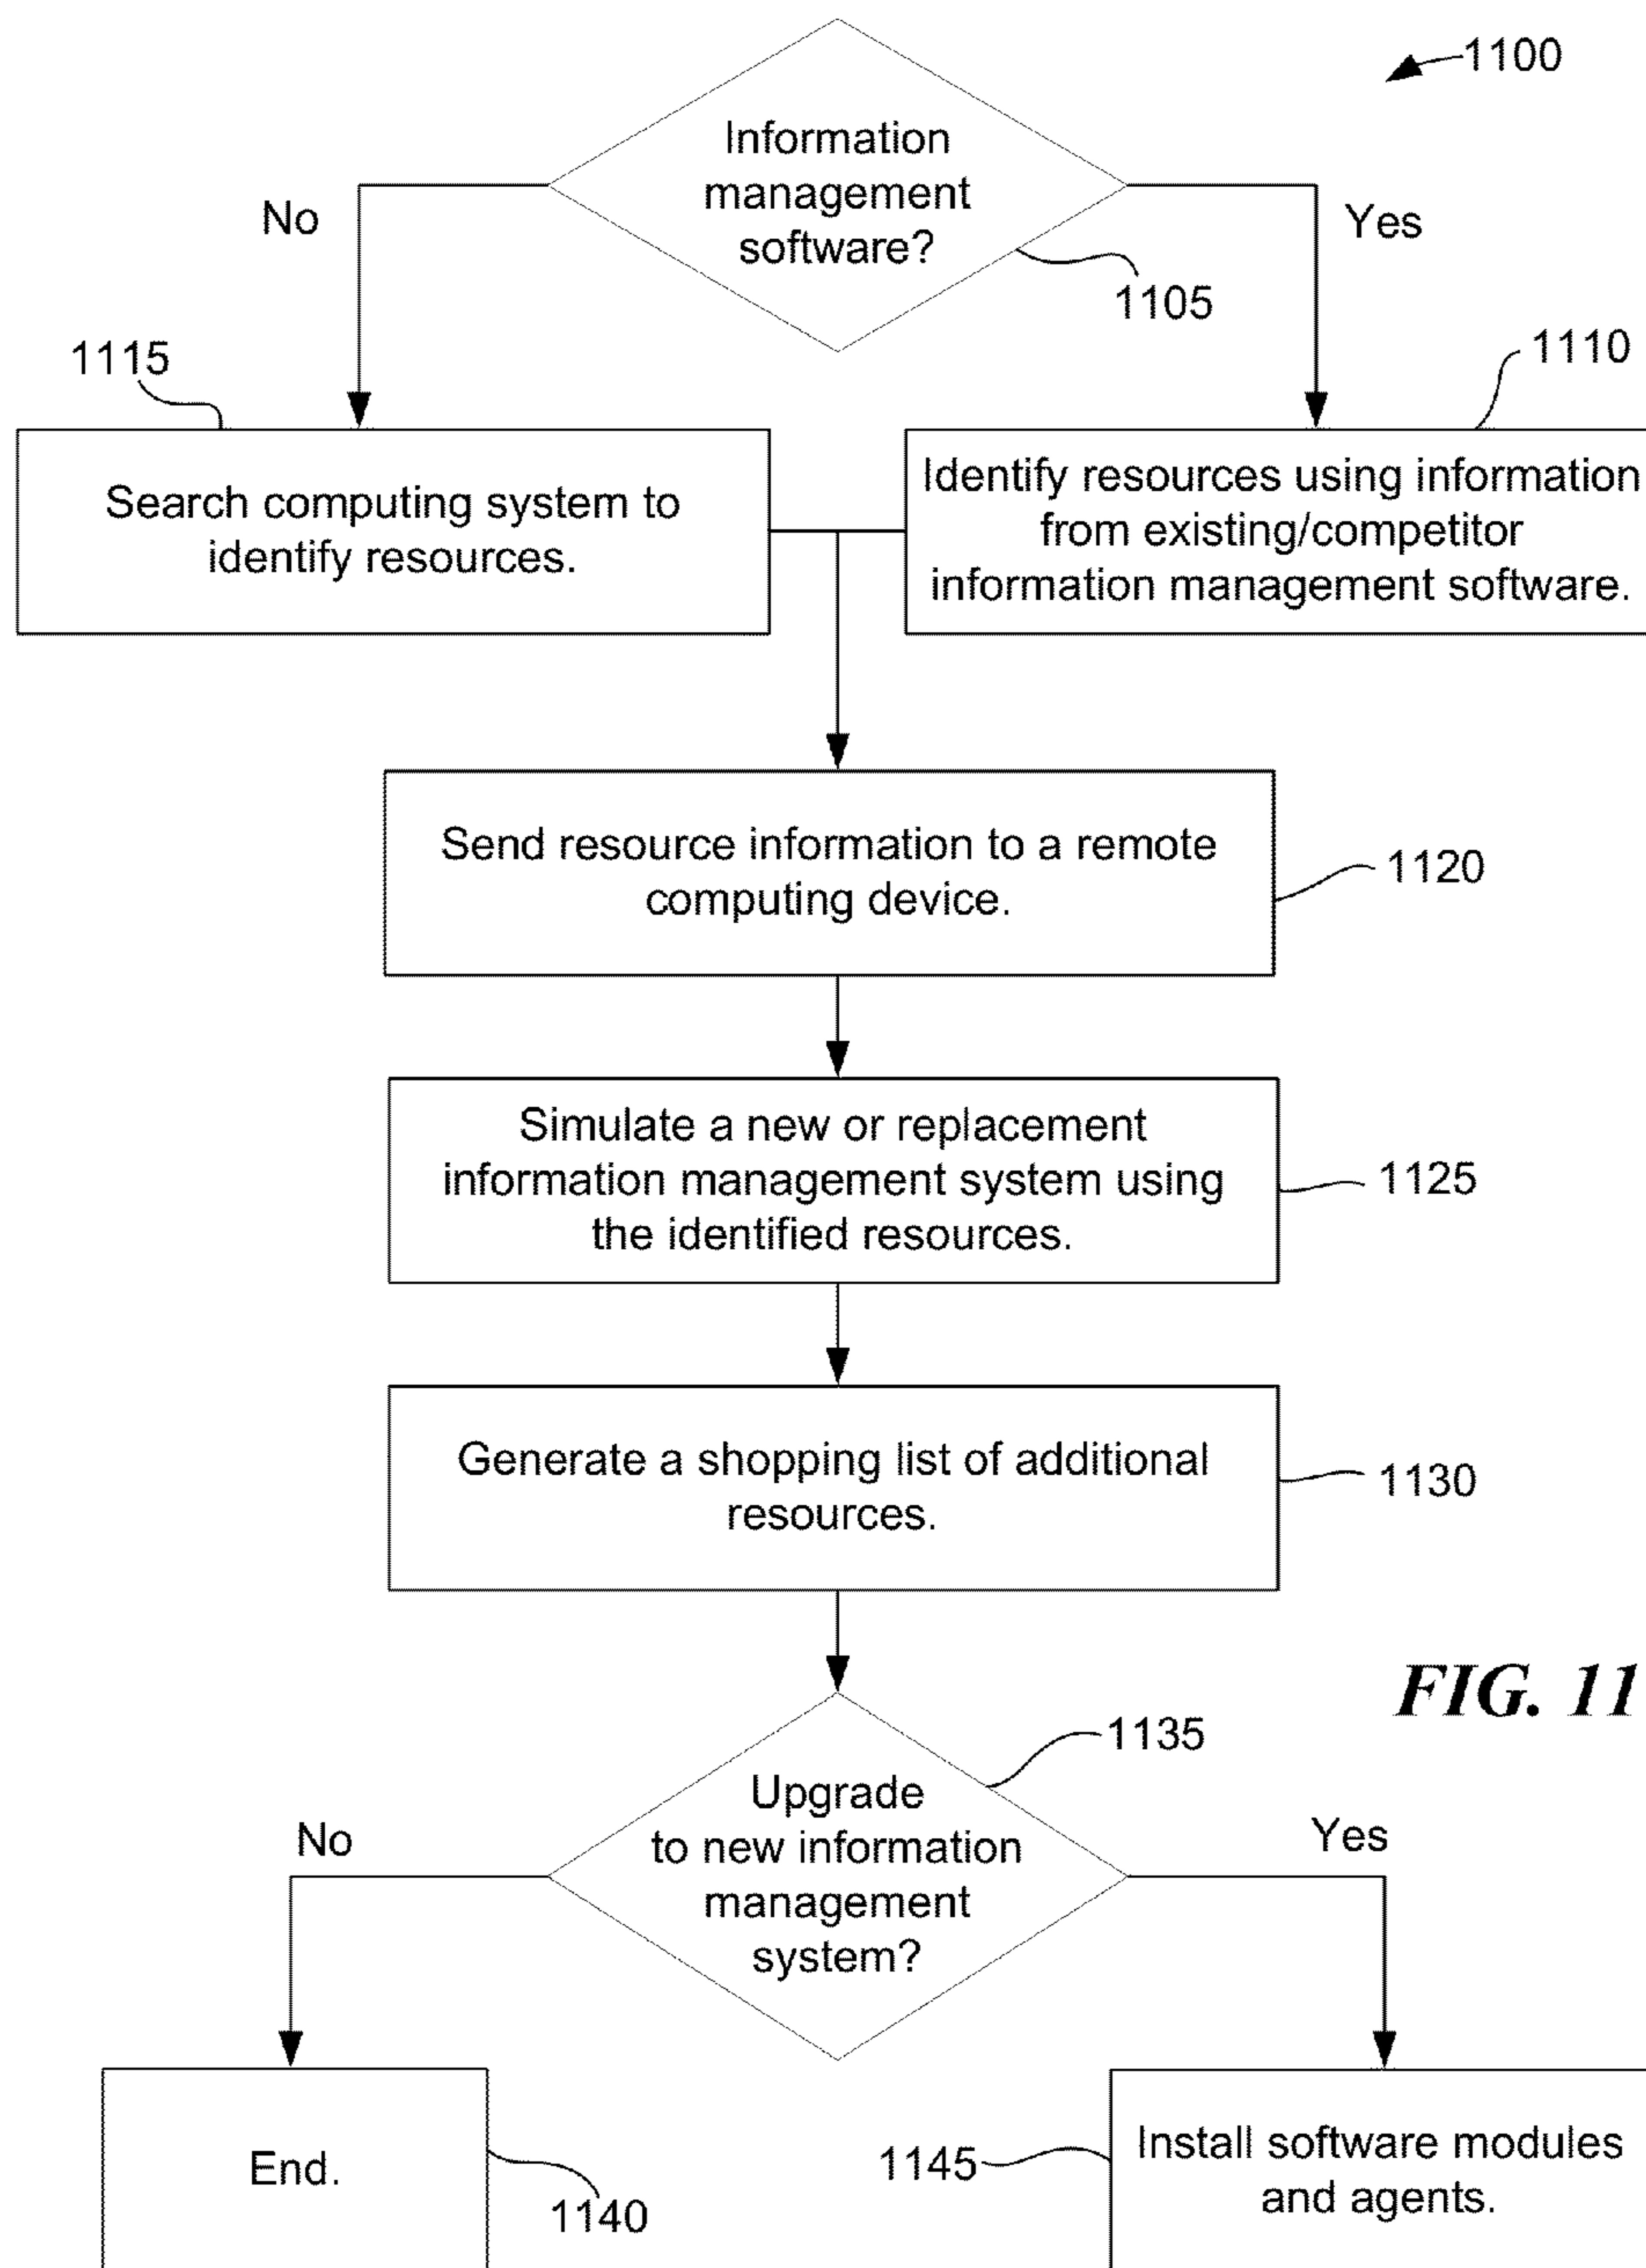 1100
Information
management
software?
No
Yes
1105
1115
1110
Search computing system to
identify resources.
Identify resources using information
from existing/competitor
information management software.
Send resource information to a remote
computing device.
1120
Simulate a new or replacement
information management system using
the identified resources.
1125
Generate a shopping list of additional
resources.
1130
FIG. 11
1135
Upgrade
to new information
management
system?
No
Yes
End.
1140
1145
Install software modules
and agents.